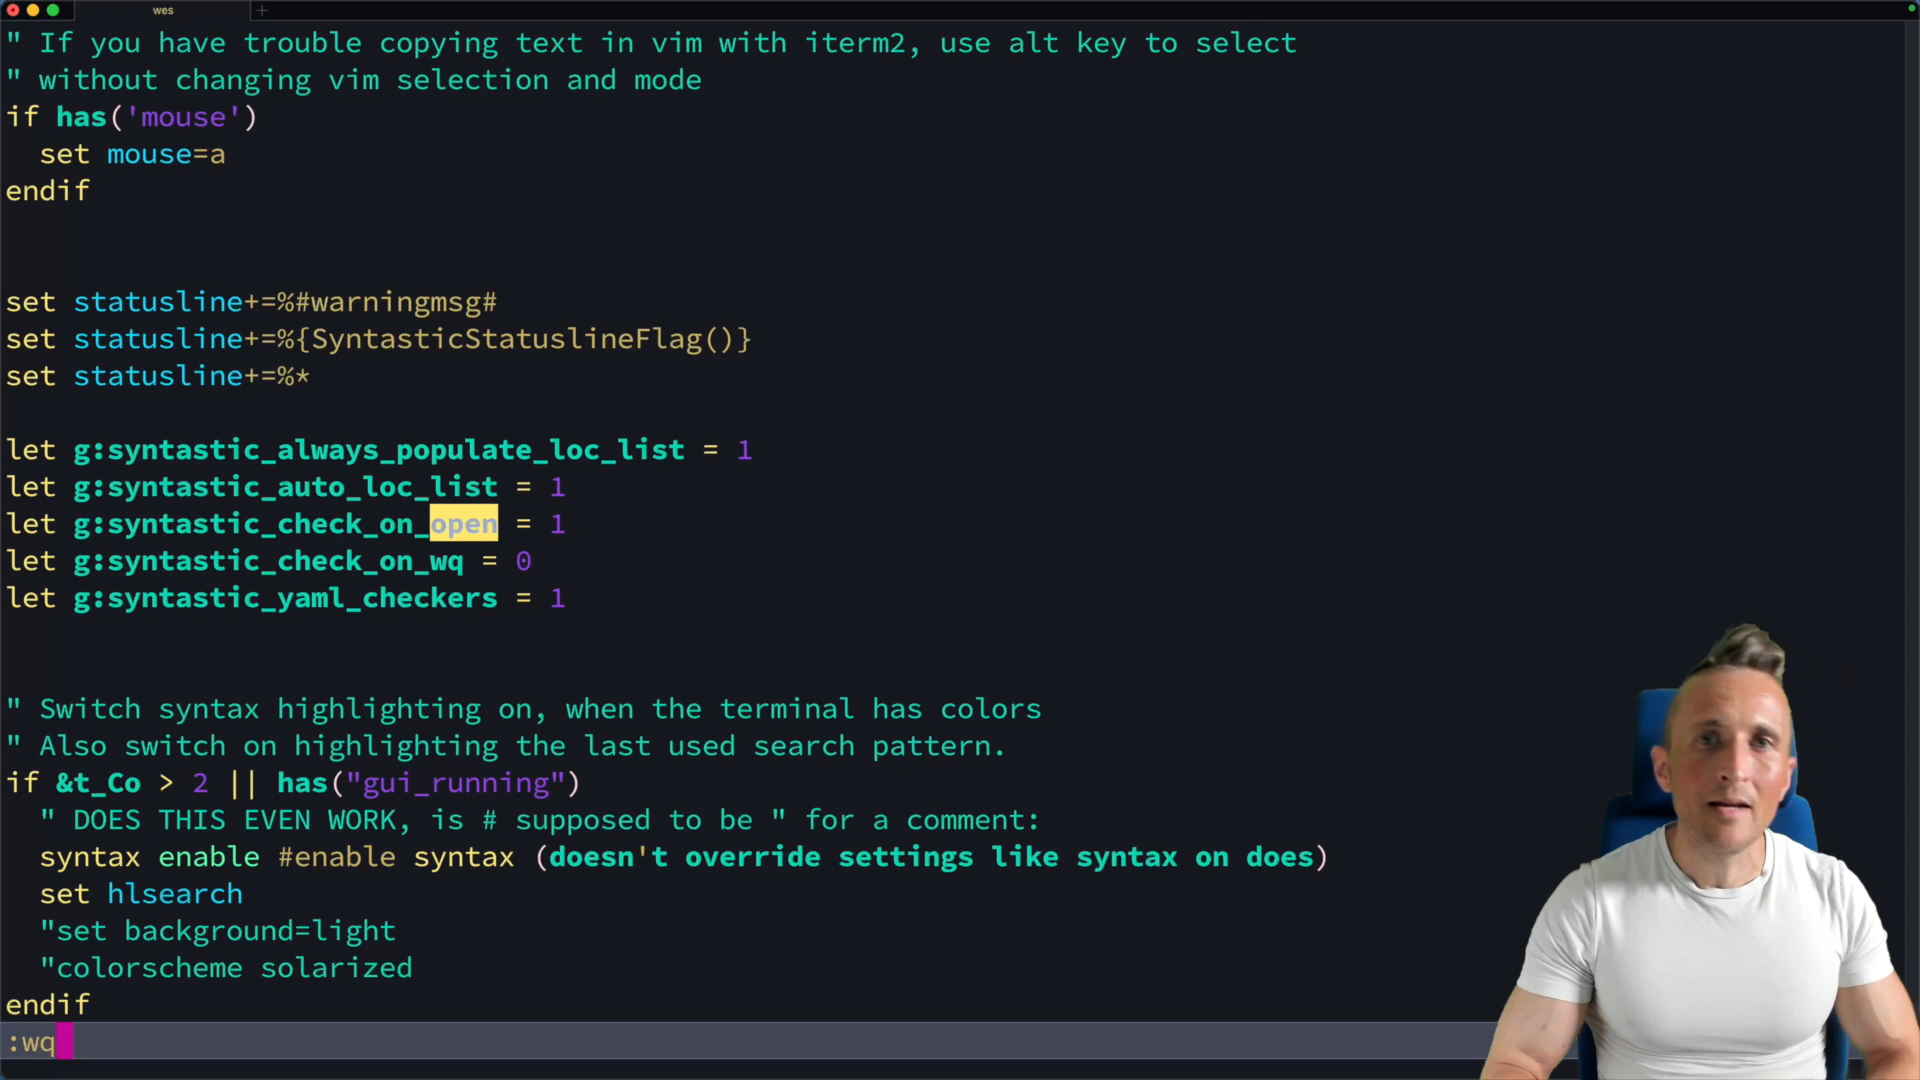 wes
" If you have trouble copying text in vim with iterm2, use alt key to select
" without changing vim selection and mode
if has('mouse')
  set mouse=a
endif
set statusline+=%#warningmsg#
set statusline+=%{SyntasticStatuslineFlag()}
set statusline+=%*
let g:syntastic_always_populate_loc_list = 1
let g:syntastic_auto_loc_list = 1
let g:syntastic_check_on_open = 1
let g:syntastic_check_on_wq = 0
let g:syntastic_yaml_checkers = 1
" Switch syntax highlighting on, when the terminal has colors
" Also switch on highlighting the last used search pattern.
if &t_Co > 2 || has("gui_running")
  " DOES THIS EVEN WORK, is # supposed to be " for a comment:
  syntax enable #enable syntax (doesn't override settings like syntax on does)
  set hlsearch
  "set background=light
  "colorscheme solarized
endif
:wq